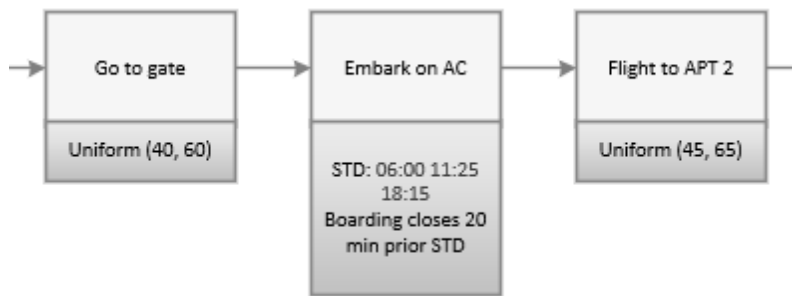 Go to gate
Uniform (40, 60)
Embark on AC
STD: 06:00 11:25
18:15
Boarding closes 20
min prior STD
Flight to APT 2
Uniform (45, 65)